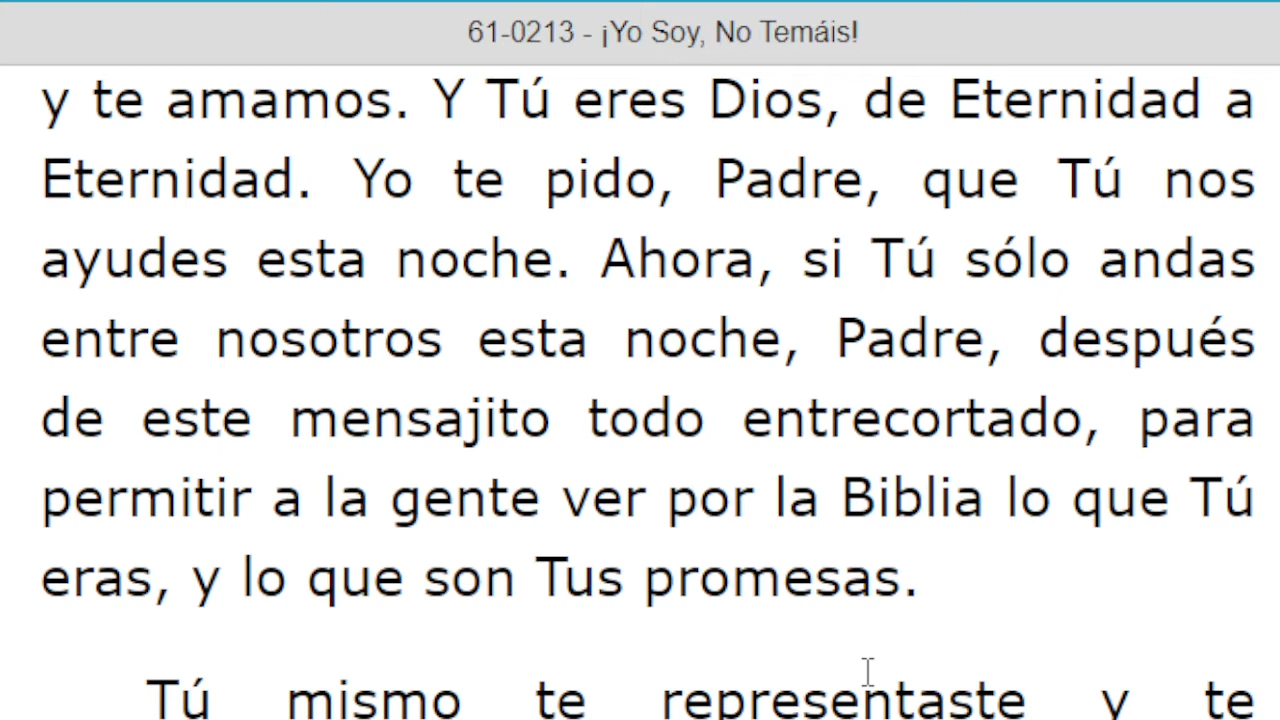 61-0213 - ¡Yo Soy, No Temáis!
y te amamos. Y Tú eres Dios, de Eternidad a
Eternidad. Yo te pido, Padre, que Tú nos
ayudes esta noche. Ahora, si Tú sólo andas
entre nosotros esta noche, Padre, después
de este mensajito todo entrecortado, para
permitir a la gente ver por la Biblia lo que Tú
eras, y lo que son Tus promesas.
Tú mismo te representaste y te